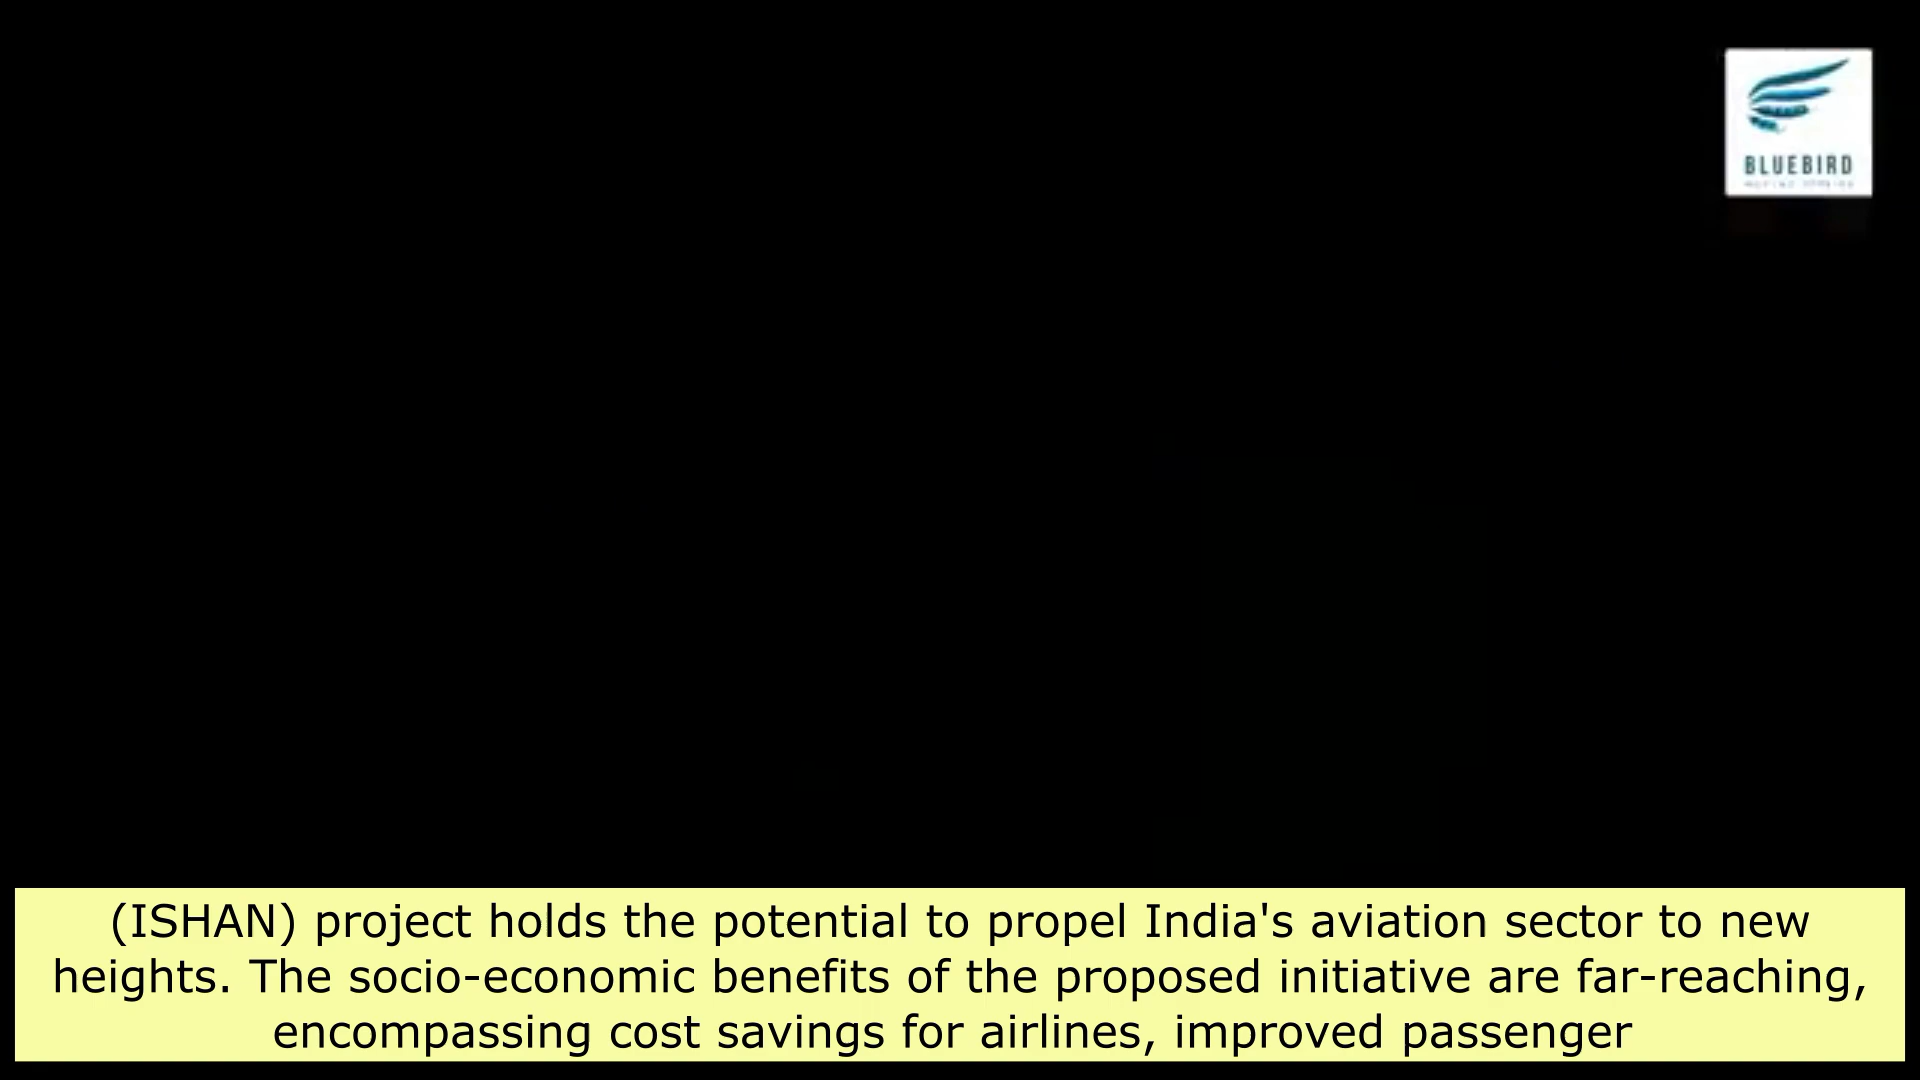 BLUEBIRD
(ISHAN) project holds the potential to propel India's aviation sector to new
heights. The socio-economic benefits of the proposed initiative are far-reaching,
encompassing cost savings for airlines, improved passenger